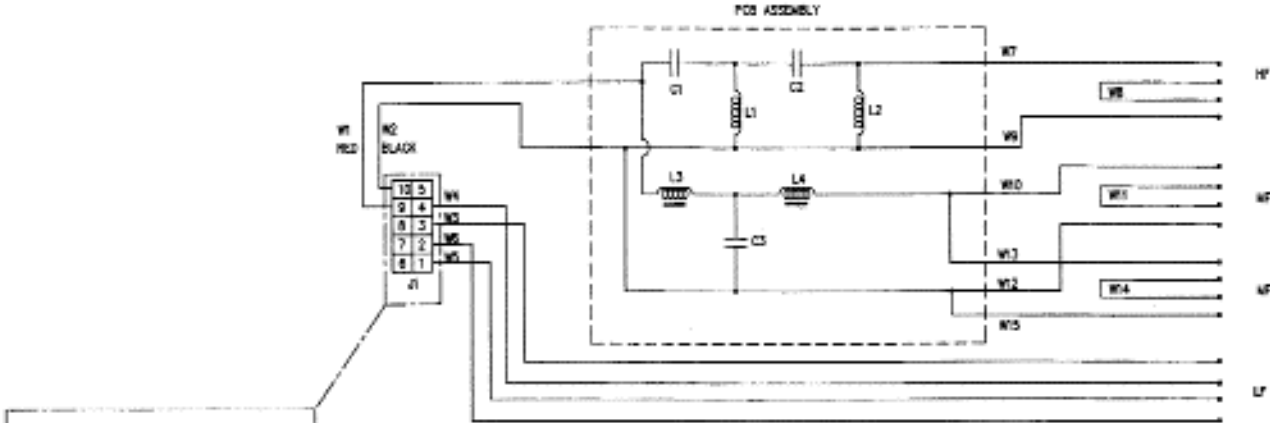 PCB ASSEMBLY
W7
C1
C2
HF
W8
L1
L2
W1
RED
W2
BLACK
W9
L3
L4
W10
W11
MF
10 5
9 4
8 3
7 2
6 1
W4
W3
W6
W5
J1
C3
W13
W12
W14
MF
W15
LF